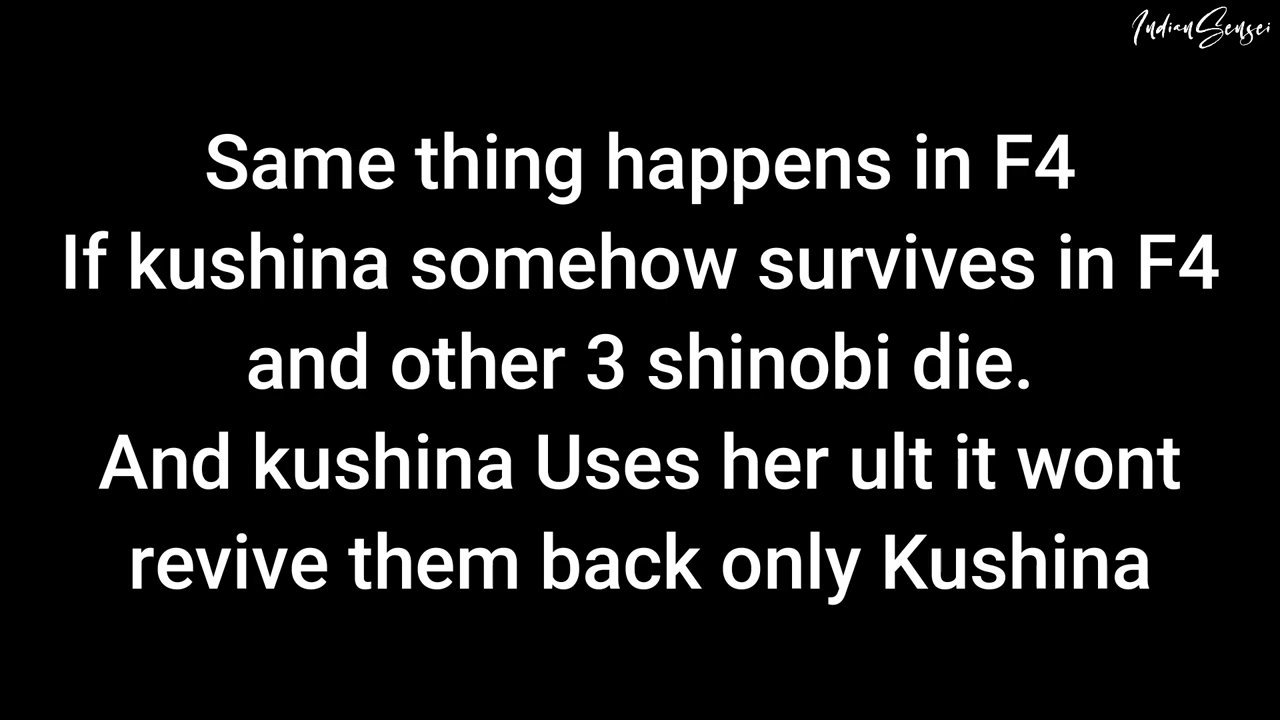 IndianSensei
Same thing happens in F4
If kushina somehow survives in F4
and other 3 shinobi die.
And kushina Uses her ult it wont
revive them back only Kushina